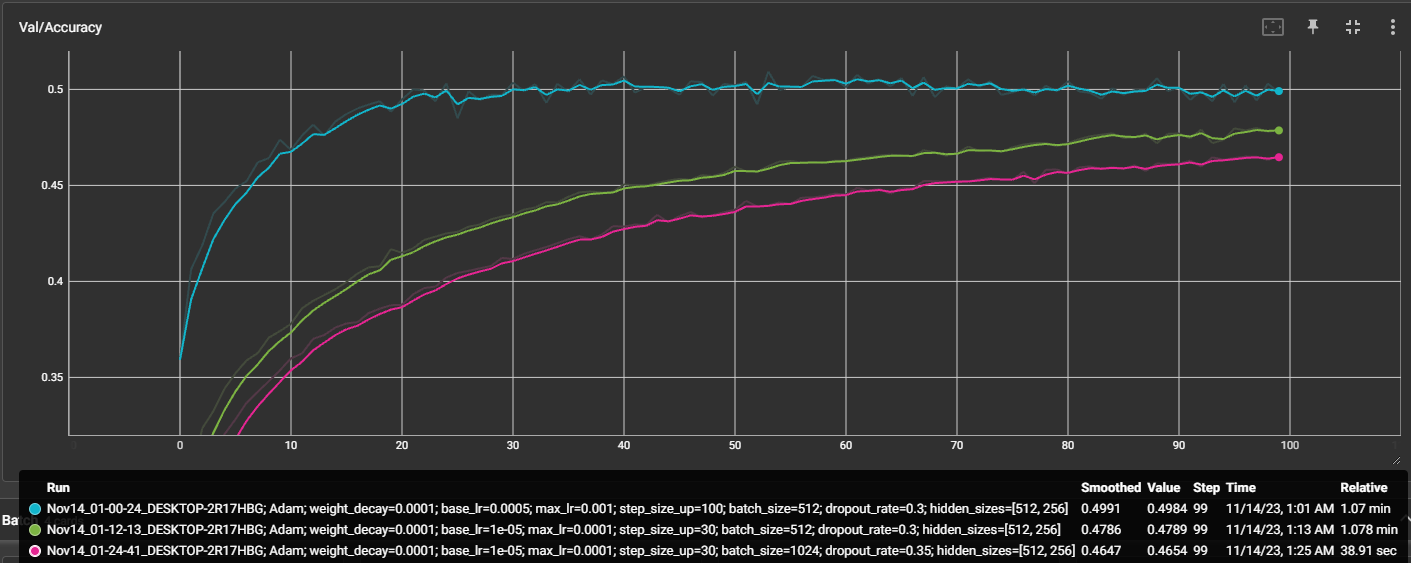 Val/Accuracy
0.5
0.45
0.4
0.35
0 10 20 30 40 50 60 70 80 90 100
Run Smoothed Value Step Time Relative
Nov14_01-00-24_DESKTOP-2R17HBG; Adam; weight_decay=0.0001; base_lr=0.0005; max_lr=0.001; step_size_up=100; batch_size=512; dropout_rate=0.3; hidden_sizes=[512, 256] 0.4991 0.4984 99 11/14/23, 1:01 AM 1.07 min
Nov14_01-12-13_DESKTOP-2R17HBG; Adam; weight_decay=0.0001; base_lr=1e-05; max_lr=0.0001; step_size_up=30; batch_size=512; dropout_rate=0.3; hidden_sizes=[512, 256] 0.4786 0.4789 99 11/14/23, 1:13 AM 1.078 min
Nov14_01-24-41_DESKTOP-2R17HBG; Adam; weight_decay=0.0001; base_lr=1e-05; max_lr=0.0001; step_size_up=30; batch_size=1024; dropout_rate=0.35; hidden_sizes=[512, 256] 0.4647 0.4654 99 11/14/23, 1:25 AM 38.91 sec